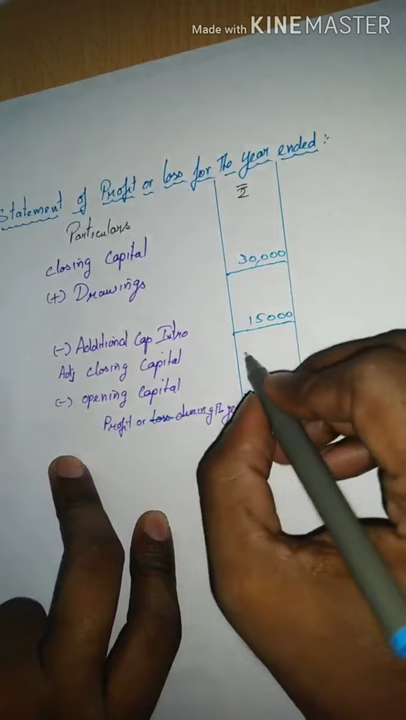 Made with KINEMASTER
Statement of Profit or loss for The year ended:-
Particulars
closing Capital
(+) Drawings
30,000
(-) Additional Cap Intro
15000
Adj closing Capital
(-) opening Capital
Profit or loss during The